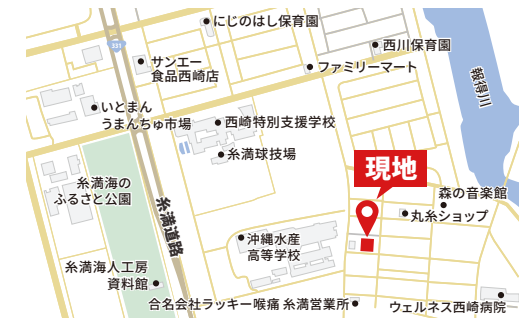 にじのはし保育園
西川保育園
331
サンエー
食品西崎店
ファミリーマート
報得川
いとまん
うまんちゅ市場
西崎特別支援学校
糸満球技場
現地
糸満海の
ふるさと公園
森の音楽館
丸糸ショップ
糸満道路
沖縄水産
高等学校
糸満海人工房
資料館
合名会社ラッキー喉痛 糸満営業所
ウェルネス西崎病院